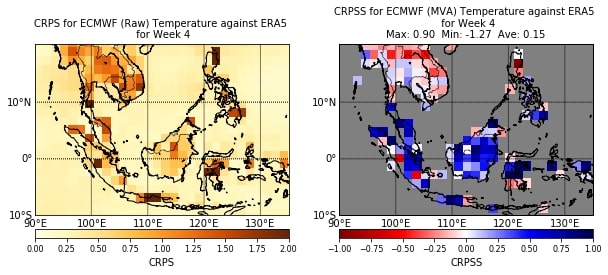 CRPS for ECMWF (Raw) Temperature against ERA5
for Week 4
10°N
0°
10°S
90°E
100°E
110°E
120°E
130°E
0.00 0.25 0.50 0.75 1.00 1.25 1.50 1.75 2.00
CRPS
CRPSS for ECMWF (MVA) Temperature against ERA5
for Week 4
Max: 0.90 Min: -1.27 Ave: 0.15
10°N
0°
10°S
90°E
100°E
110°E
120°E
130°E
−1.00 −0.75 −0.50 −0.25 0.00 0.25 0.50 0.75 1.00
CRPSS